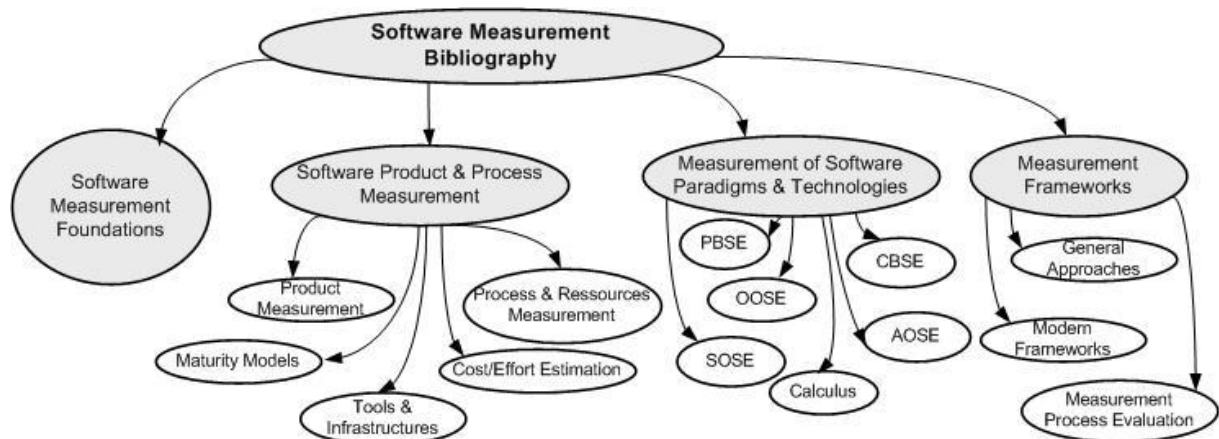 Software Measurement
Bibliography
Software
Measurement
Foundations
Software Product & Process
Measurement
Measurement of Software
Paradigms & Technologies
Measurement
Frameworks
Product
Measurement
Process & Ressources
Measurement
Maturity Models
Cost/Effort Estimation
Tools &
Infrastructures
PBSE
CBSE
OOSE
AOSE
SOSE
Calculus
General
Approaches
Modern
Frameworks
Measurement
Process Evaluation